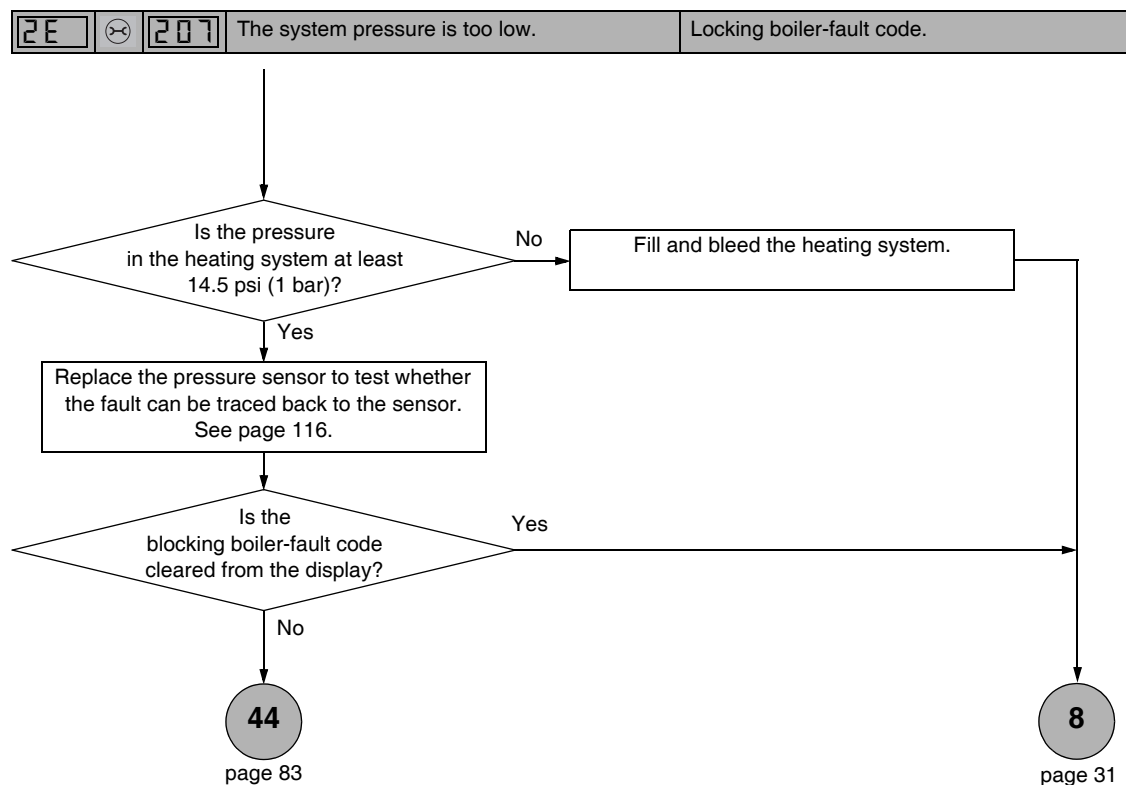 2E 207 The system pressure is too low. Locking boiler-fault code.
Is the pressure
in the heating system at least
14.5 psi (1 bar)?
No
Fill and bleed the heating system.
Yes
Replace the pressure sensor to test whether
the fault can be traced back to the sensor.
See page 116.
Is the
blocking boiler-fault code
cleared from the display?
Yes
No
44
page 83
8
page 31